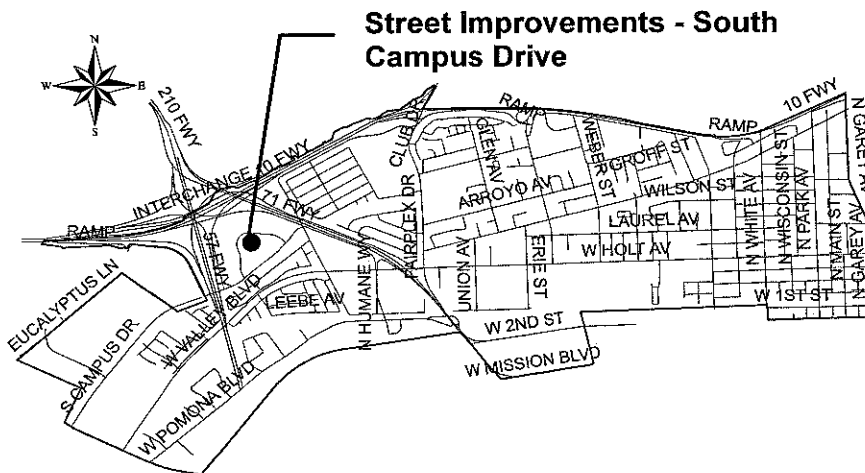 Street Improvements - South
Campus Drive
N
W
E
S
210 FWY
RAMP
10 FWY
N GAREY AV
CLUB DR
GLEN AV
WEBER ST
GROFF ST
RAMP
INTERCHANGE
10 FWY
71 FWY
ARROYO AV
WILSON ST
LAUREL AV
W HOLT AV
FAIRPLEX DR
UNION AV
ERIE ST
N WHITE AV
N WISCONSIN ST
N PARK AV
N MAIN ST
N GAREY AV
RAMP
57 FWY
EUCALYPTUS LN
W VALLEY BLVD
LEEBE AV
N HUMANE WY
W 1ST ST
W 2ND ST
S CAMPUS DR
W POMONA BLVD
W MISSION BLVD